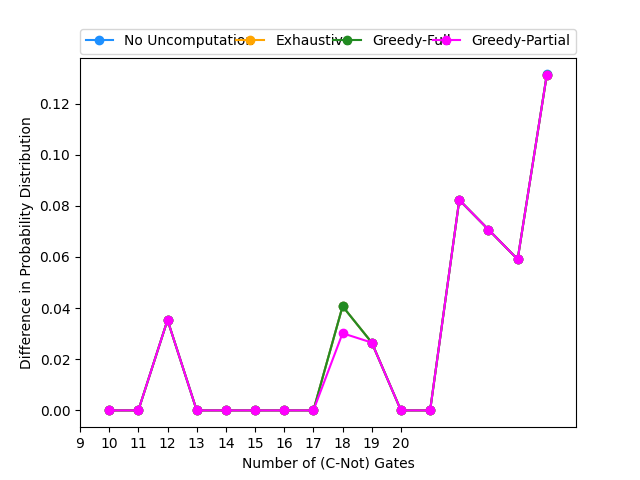 No Uncomputation Exhaustive Greedy-Full Greedy-Partial
Difference in Probability Distribution
0.12
0.10
0.08
0.06
0.04
0.02
0.00
9 10 11 12 13 14 15 16 17 18 19 20
Number of (C-Not) Gates